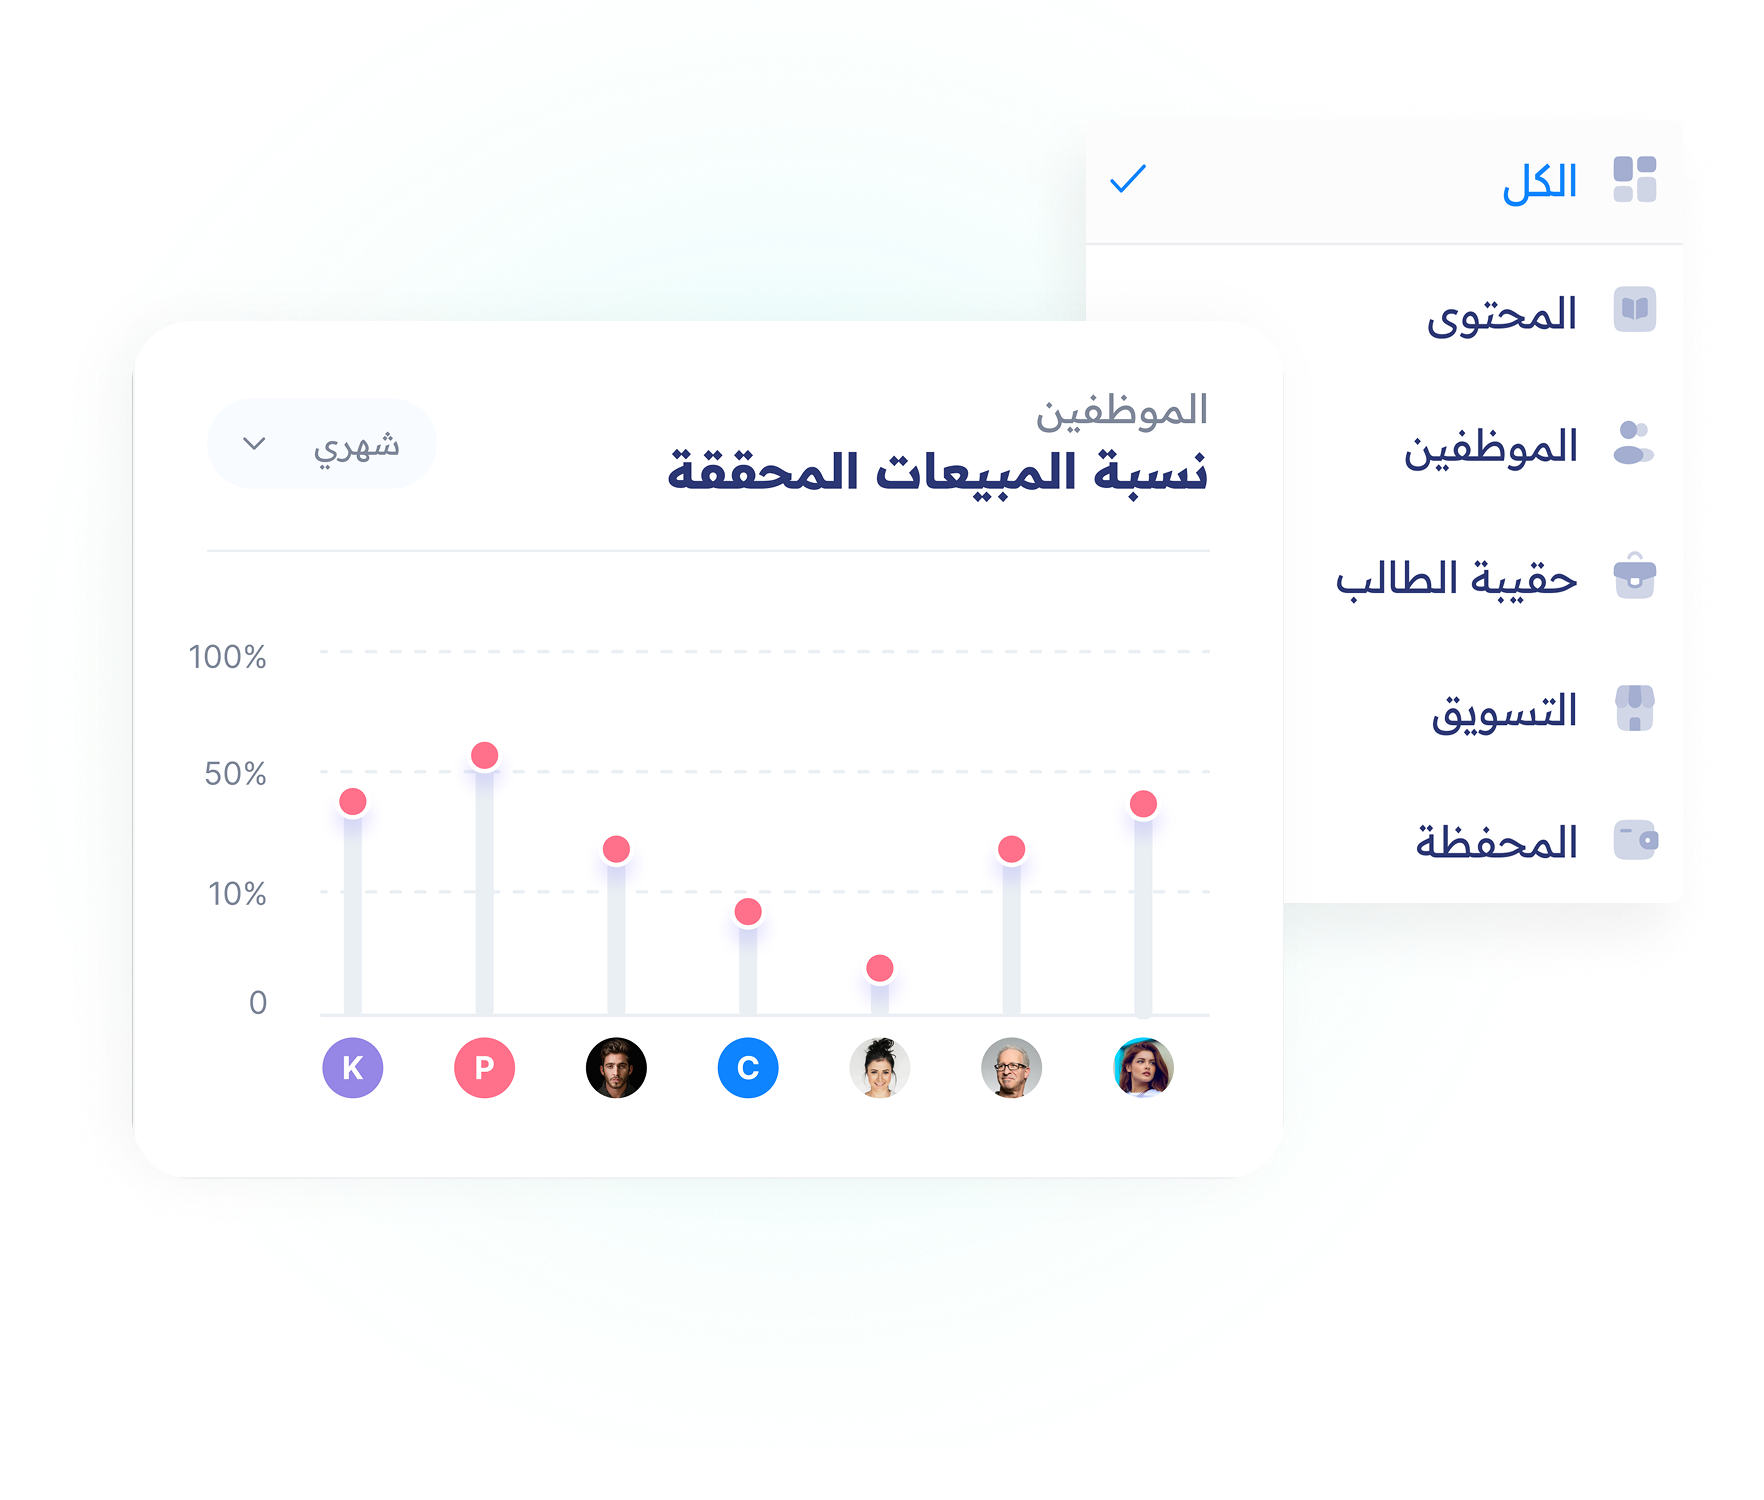 الكل
المحتوى
الموظفين
حقيبة الطالب
التسويق
المحفظة
الموظفين
نسبة المبيعات المحققة
شهري
100%
50%
10%
0
K
P
C